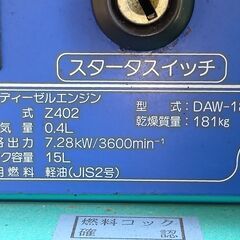 スタータスイッチ
ディーゼルエンジン
式 Z402
気量 0.4L
出力 7.28kW/3600min⁻¹
ク容量 15L
燃料 軽油(JIS2号)
型 式: DAW-18
乾燥質量: 181kg
燃料コック
確認